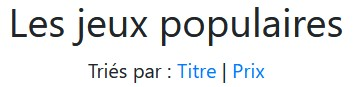 Les jeux populaires
Triés par : Titre | Prix